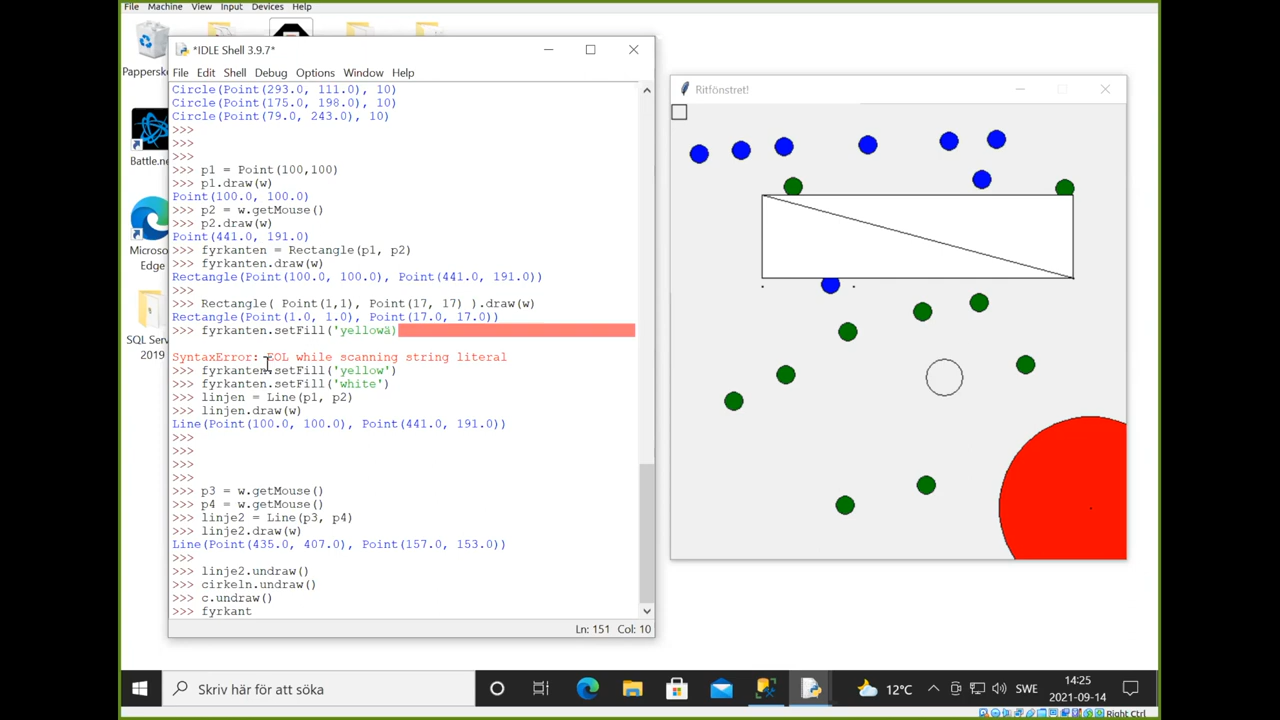 File Machine View Input Devices Help
Papperske
Battle.ne
Microso
Edge
SQL Serve
2019
*IDLE Shell 3.9.7*
File Edit Shell Debug Options Window Help
Circle(Point(293.0, 111.0), 10)
Circle(Point(175.0, 198.0), 10)
Circle(Point(79.0, 243.0), 10)
>>>
>>>
>>>
>>> p1 = Point(100,100)
>>> p1.draw(w)
Point(100.0, 100.0)
>>> p2 = w.getMouse()
>>> p2.draw(w)
Point(441.0, 191.0)
>>> fyrkanten = Rectangle(p1, p2)
>>> fyrkanten.draw(w)
Rectangle(Point(100.0, 100.0), Point(441.0, 191.0))
>>>
>>> Rectangle( Point(1,1), Point(17, 17) ).draw(w)
Rectangle(Point(1.0, 1.0), Point(17.0, 17.0))
>>> fyrkanten.setFill('yellowä)
SyntaxError: EOL while scanning string literal
>>> fyrkanten.setFill('yellow')
>>> fyrkanten.setFill('white')
>>> linjen = Line(p1, p2)
>>> linjen.draw(w)
Line(Point(100.0, 100.0), Point(441.0, 191.0))
>>>
>>>
>>>
>>>
>>> p3 = w.getMouse()
>>> p4 = w.getMouse()
>>> linje2 = Line(p3, p4)
>>> linje2.draw(w)
Line(Point(435.0, 407.0), Point(157.0, 153.0))
>>>
>>> linje2.undraw()
>>> cirkeln.undraw()
>>> c.undraw()
>>> fyrkant
Ln: 151 Col: 10
Ritfönstret!
Skriv här för att söka
12°C
SWE
14:25
2021-09-14
Right Ctrl